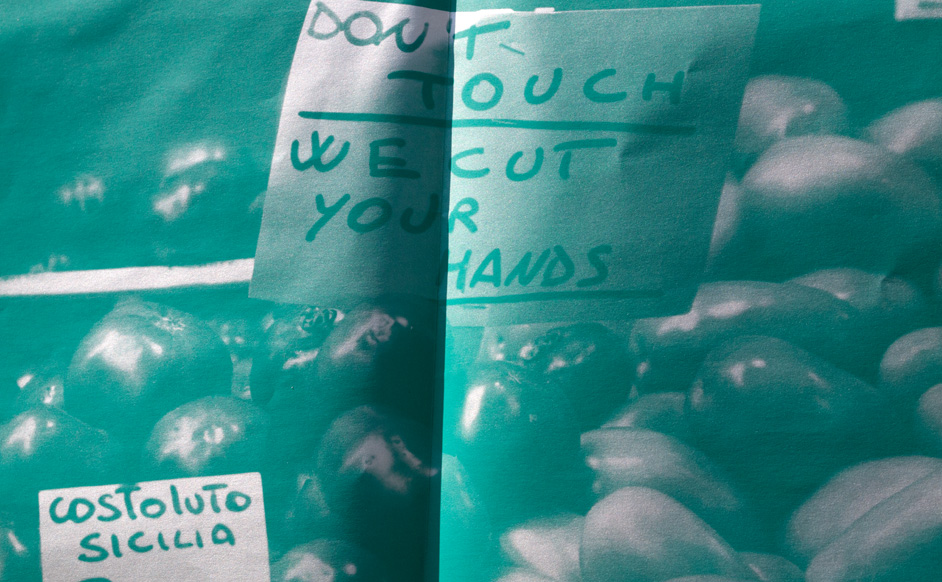 DON'T
TOUCH
WE CUT
YOUR
HANDS
COSTOLUTO
SICILIA